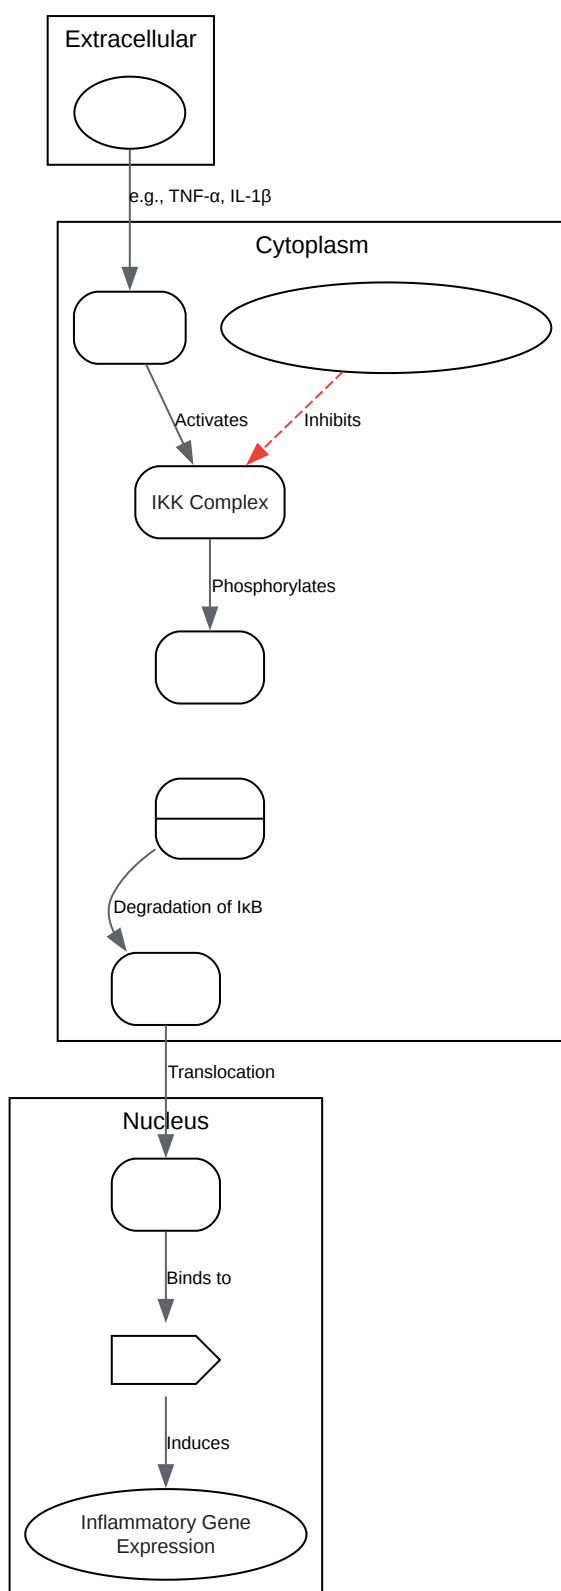 Extracellular
e.g., TNF-α, IL-1β
Cytoplasm
Activates
Inhibits
IKK Complex
Phosphorylates
Degradation of IκB
Translocation
Nucleus
Binds to
Induces
Inflammatory Gene
Expression